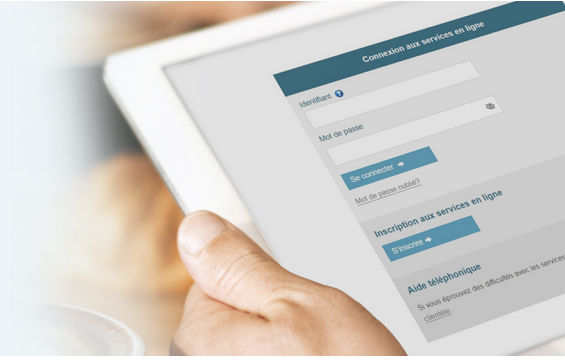 Connexion aux services en ligne
Identifiant ?
Mot de passe
Se connecter
Mot de passe oublié?
Inscription aux services en ligne
S'inscrire
Aide téléphonique
Si vous éprouvez des difficultés avec les services
clientèle.